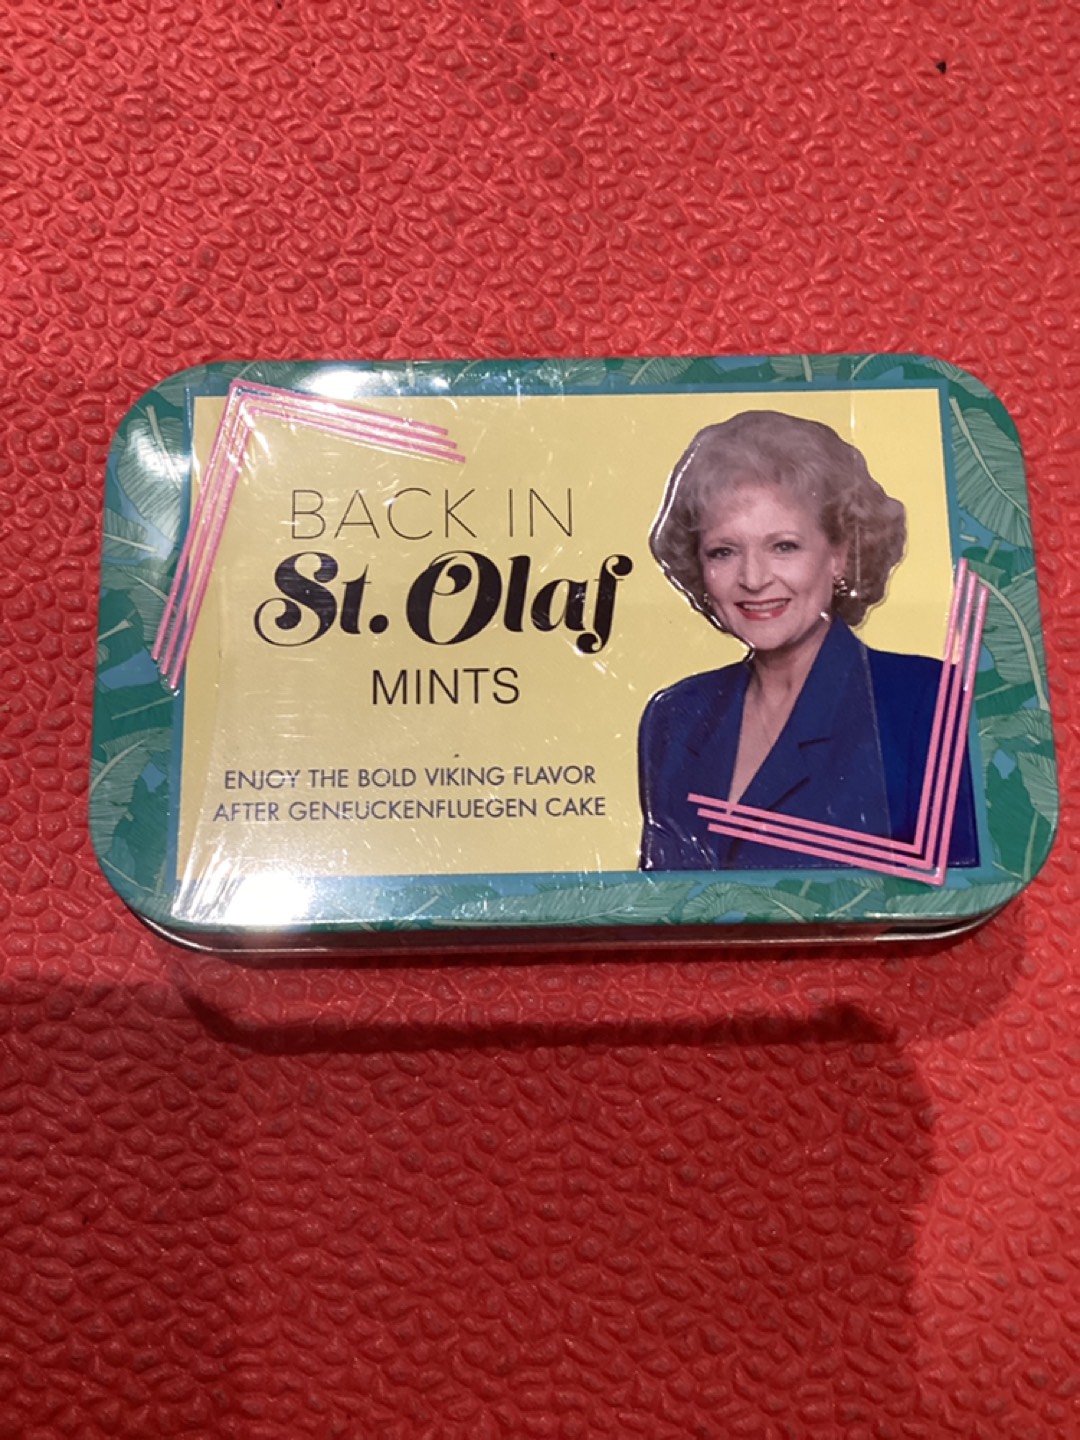 BACK IN
St. Olaf
MINTS
ENJOY THE BOLD VIKING FLAVOR
AFTER GENEUCKENFLUEGEN CAKE